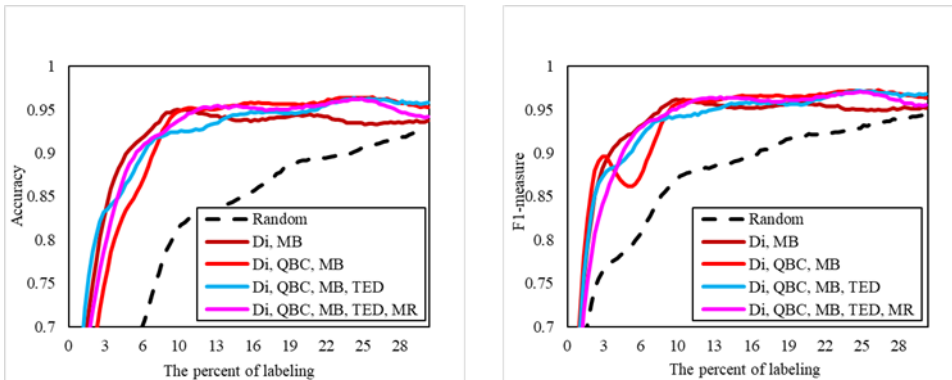 1
0.95
0.9
0.85
0.8
0.75
0.7
Accuracy
0 3 6 10 13 16 19 22 25 28
The percent of labeling
Random
Di, MB
Di, QBC, MB
Di, QBC, MB, TED
Di, QBC, MB, TED, MR
1
0.95
0.9
0.85
0.8
0.75
0.7
F1-measure
0 3 6 10 13 16 19 22 25 28
The percent of labeling
Random
Di, MB
Di, QBC, MB
Di, QBC, MB, TED
Di, QBC, MB, TED, MR